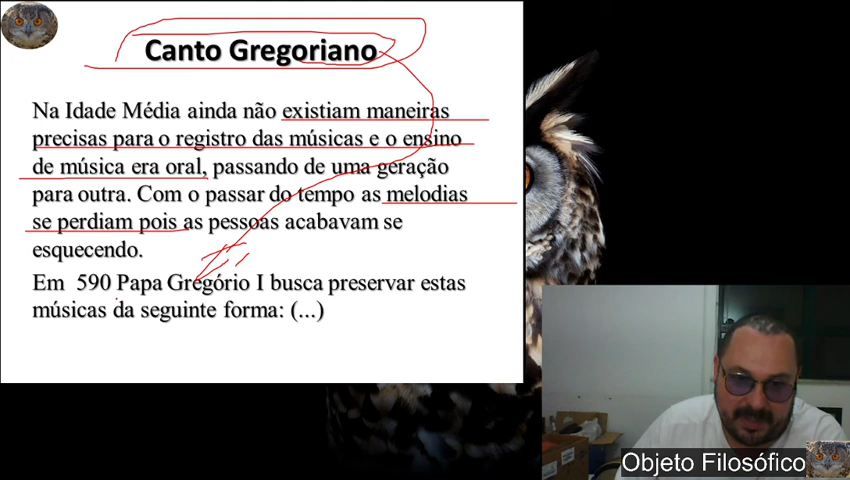 Canto Gregoriano
Na Idade Média ainda não existiam maneiras
precisas para o registro das músicas e o ensino
de música era oral, passando de uma geração
para outra. Com o passar do tempo as melodias
se perdiam pois as pessoas acabavam se
esquecendo.
Em 590 Papa Gregório I busca preservar estas
músicas da seguinte forma: (...)
Objeto Filosófico